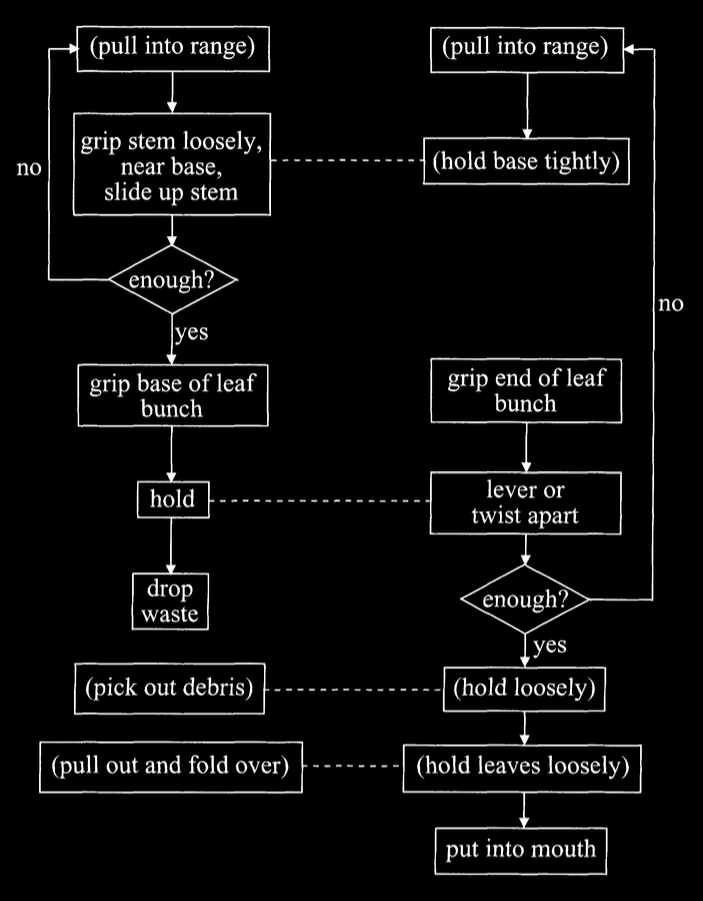 (pull into range)
(pull into range)
grip stem loosely,
near base,
slide up stem
(hold base tightly)
no
enough?
no
yes
grip base of leaf
bunch
grip end of leaf
bunch
hold
lever or
twist apart
drop
waste
enough?
yes
(pick out debris)
(hold loosely)
(pull out and fold over)
(hold leaves loosely)
put into mouth